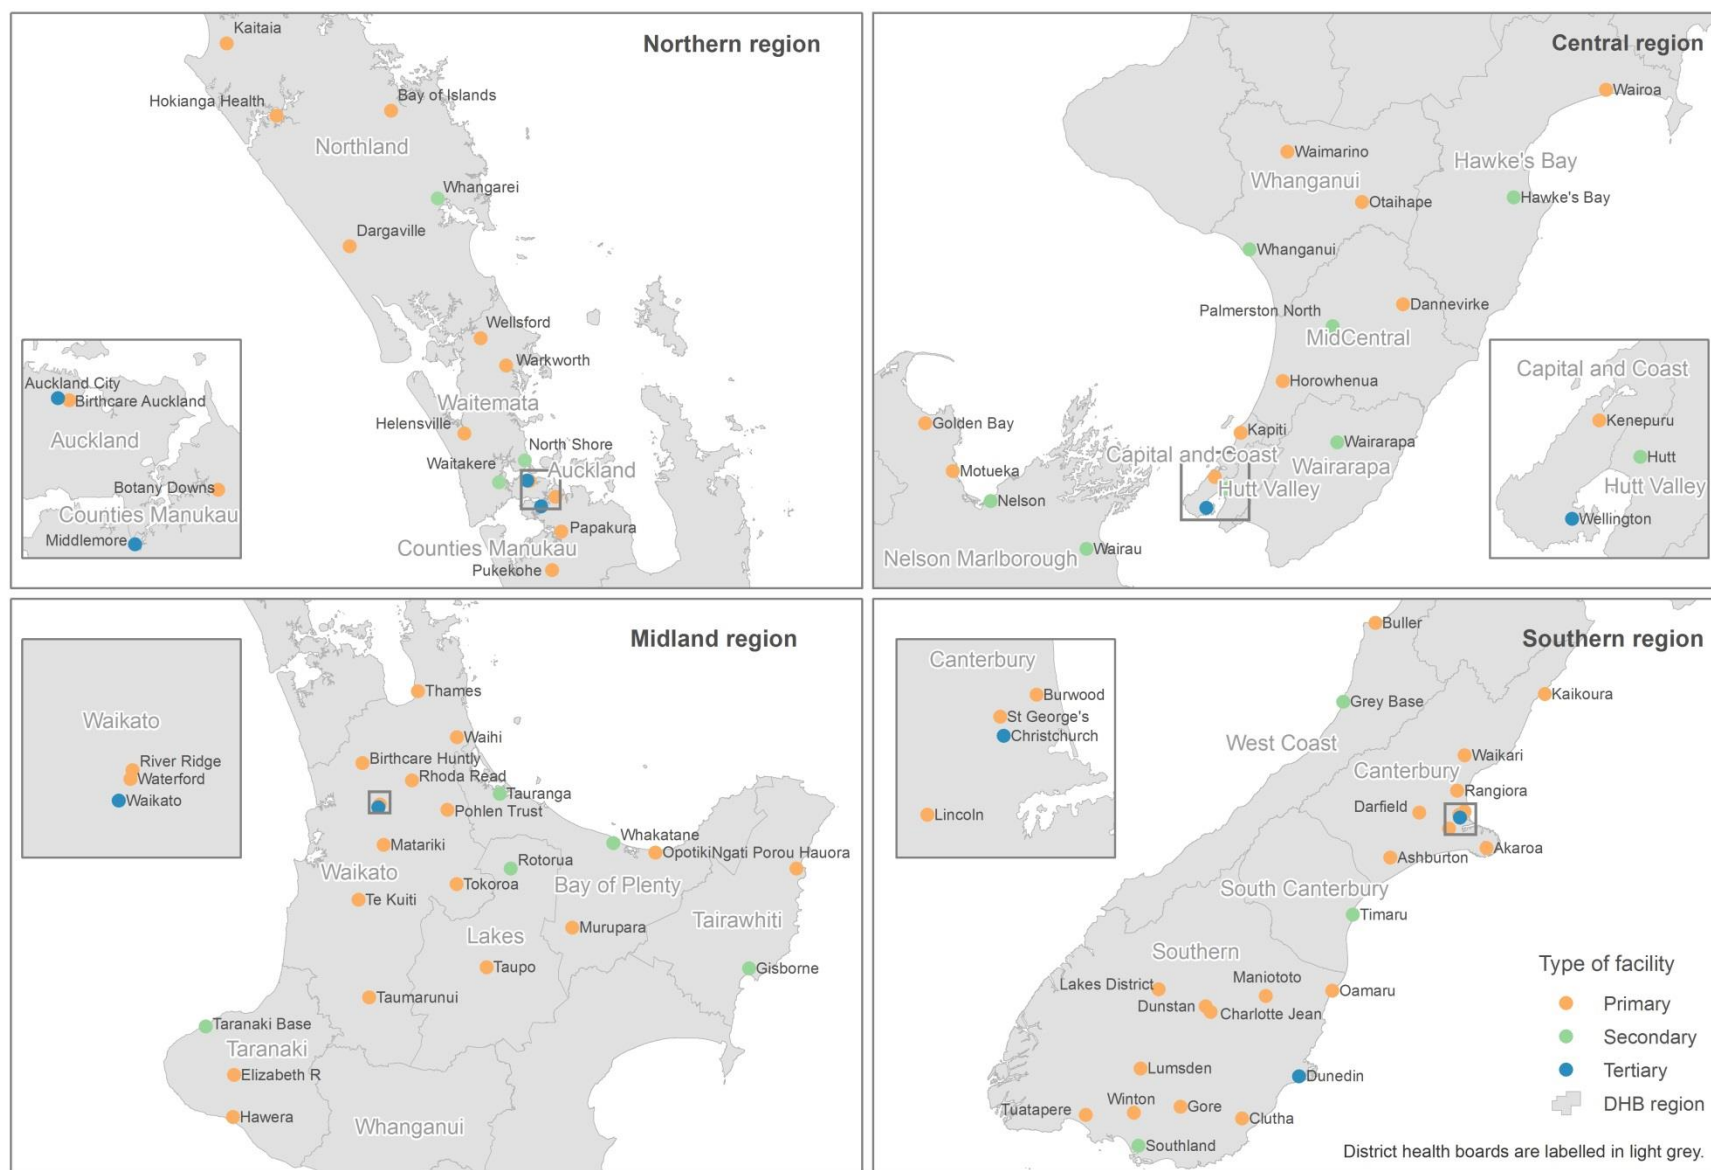 Northern region
Kaitaia
Hokianga Health
Bay of Islands
Northland
Whangarei
Dargaville
Wellsford
Warkworth
Waitemata
Helensville
North Shore
Waitakere
Auckland
Papakura
Counties Manukau
Pukekohe
Auckland City
Birthcare Auckland
Auckland
Botany Downs
Counties Manukau
Middlemore
Central region
Wairoa
Waimarino
Whanganui
Hawke's Bay
Otaihape
Hawke's Bay
Whanganui
Palmerston North
Dannevirke
MidCentral
Horowhenua
Golden Bay
Kapiti
Wairarapa
Capital and Coast
Wairarapa
Motueka
Hutt Valley
Nelson
Wairau
Nelson Marlborough
Capital and Coast
Kenepuru
Hutt
Hutt Valley
Wellington
Midland region
Waikato
River Ridge
Waterford
Waikato
Thames
Waihi
Birthcare Huntly
Rhoda Read
Tauranga
Pohlen Trust
Whakatane
Matariki
Opotiki
Ngati Porou Hauora
Waikato
Rotorua
Tokoroa
Bay of Plenty
Te Kuiti
Murupara
Tairawhiti
Lakes
Taupo
Gisborne
Taumarunui
Taranaki Base
Taranaki
Elizabeth R
Hawera
Whanganui
Southern region
Canterbury
Burwood
St George's
Christchurch
Lincoln
Buller
Kaikoura
Grey Base
West Coast
Waikari
Canterbury
Rangiora
Darfield
Akaroa
Ashburton
South Canterbury
Timaru
Southern
Lakes District
Maniototo
Oamaru
Dunstan
Charlotte Jean
Lumsden
Dunedin
Tuatapere
Winton
Gore
Clutha
Southland
Type of facility
Primary
Secondary
Tertiary
DHB region
District health boards are labelled in light grey.